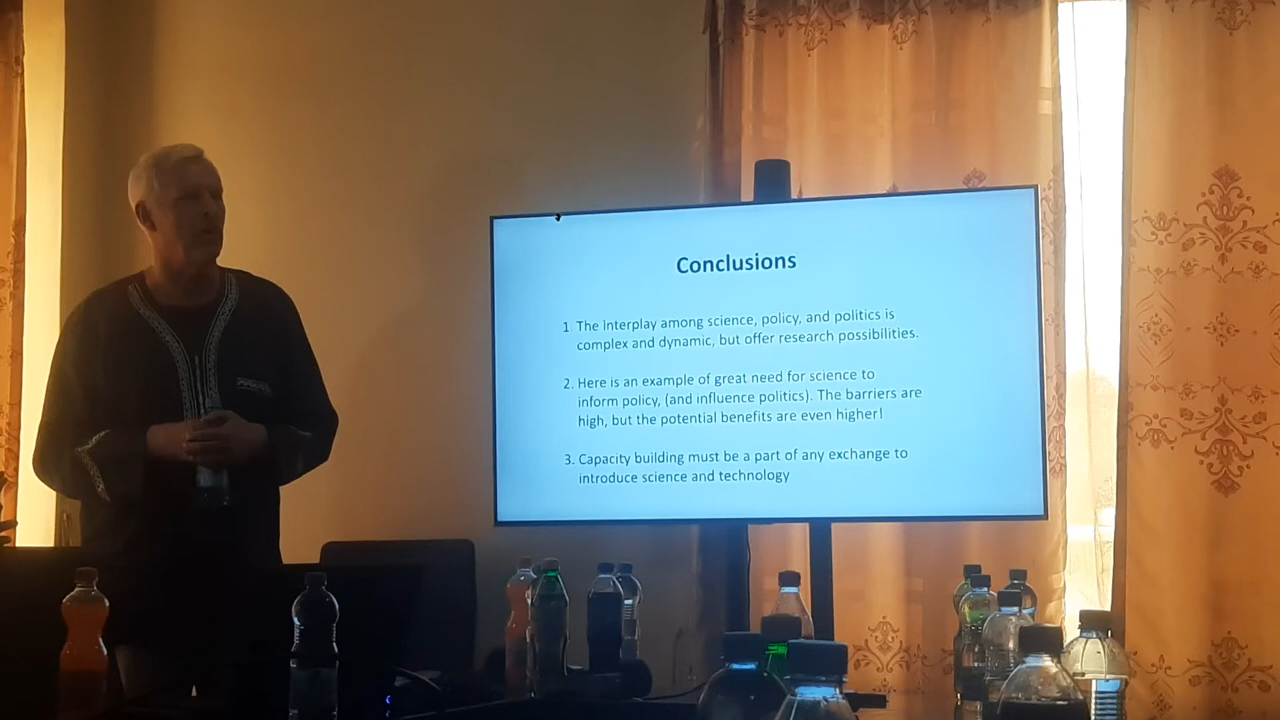 Conclusions
1. The interplay among science, policy, and politics is
complex and dynamic, but offer research possibilities.
2. Here is an example of great need for science to
inform policy, (and influence politics). The barriers are
high, but the potential benefits are even higher!
3. Capacity building must be a part of any exchange to
introduce science and technology